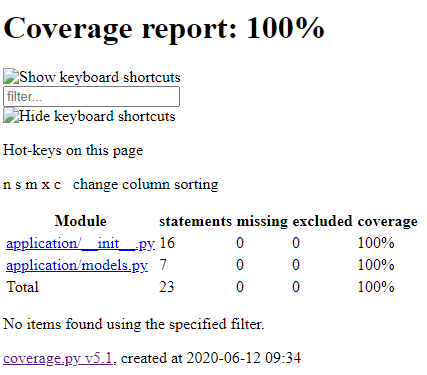 Coverage report: 100%
Show keyboard shortcuts
filter...
Hide keyboard shortcuts
Hot-keys on this page
n s m x c change column sorting
Module statements missing excluded coverage
application/__init__.py 16 0 0 100%
application/models.py 7 0 0 100%
Total 23 0 0 100%
No items found using the specified filter.
coverage.py v5.1, created at 2020-06-12 09:34